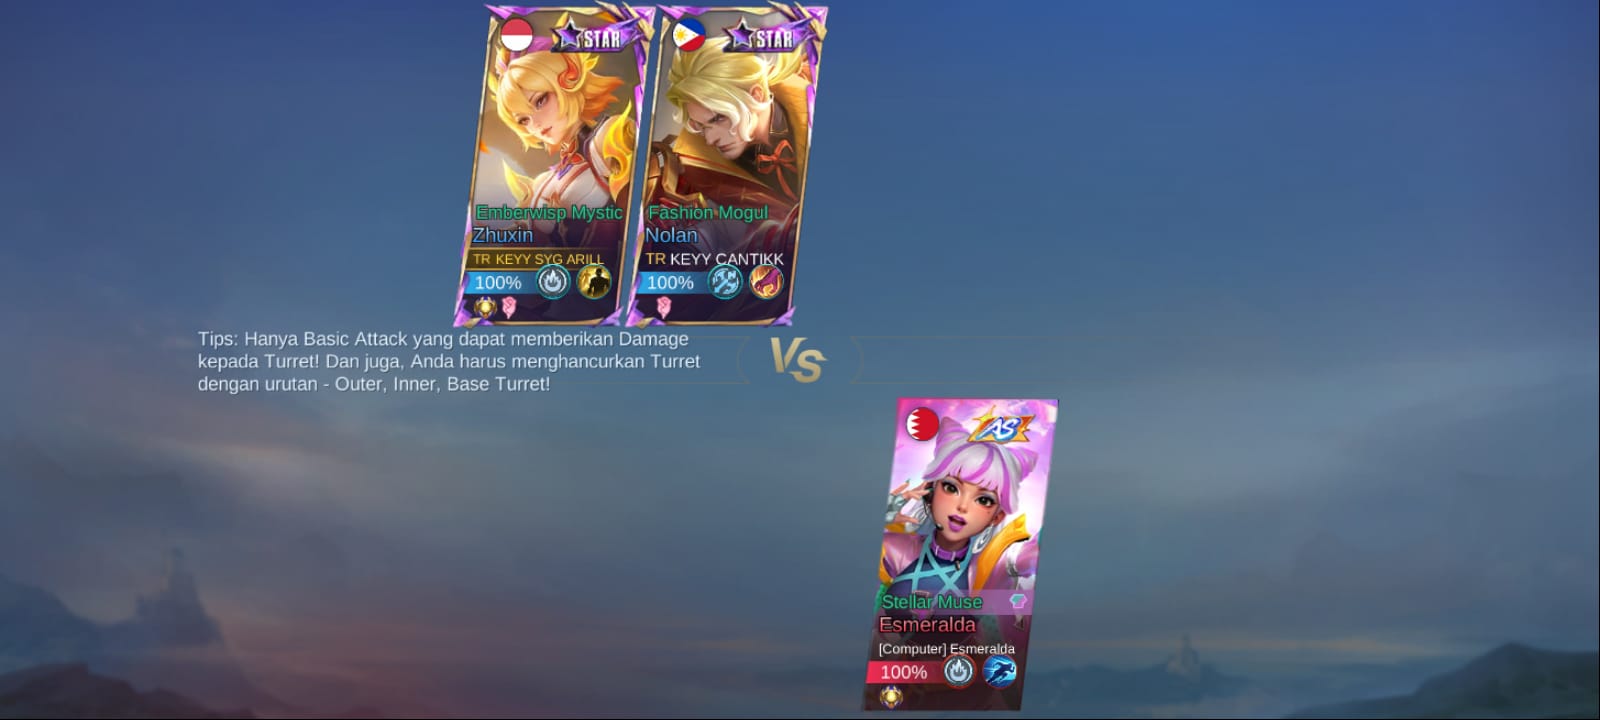 STAR
STAR
Emberwisp Mystic
Zhuxin
TR KEYY SYG ARILL
100%
Fashion Mogul
Nolan
TR KEYY CANTIKK
100%
Tips: Hanya Basic Attack yang dapat memberikan Damage
kepada Turret! Dan juga, Anda harus menghancurkan Turret
dengan urutan - Outer, Inner, Base Turret!
VS
AS
Stellar Muse
Esmeralda
[Computer] Esmeralda
100%